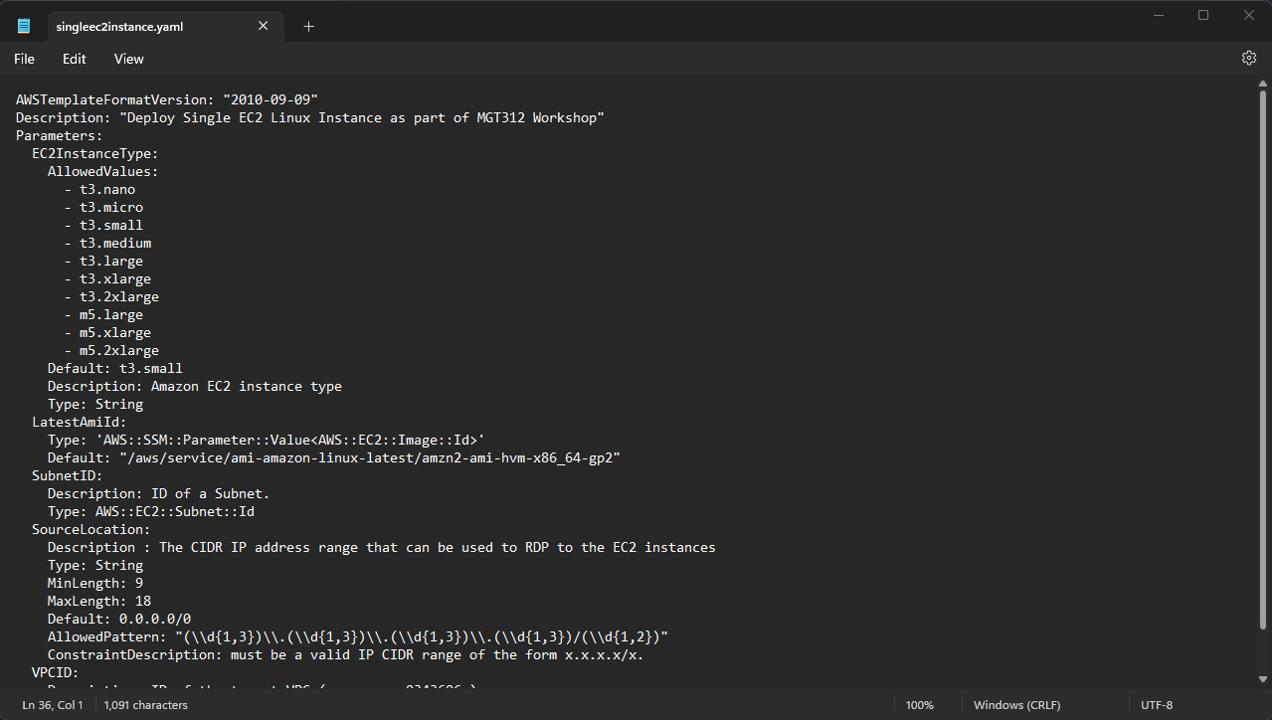 singleec2instance.yaml
File Edit View
AWSTemplateFormatVersion: "2010-09-09"
Description: "Deploy Single EC2 Linux Instance as part of MGT312 Workshop"
Parameters:
  EC2InstanceType:
    AllowedValues:
      - t3.nano
      - t3.micro
      - t3.small
      - t3.medium
      - t3.large
      - t3.xlarge
      - t3.2xlarge
      - m5.large
      - m5.xlarge
      - m5.2xlarge
    Default: t3.small
    Description: Amazon EC2 instance type
    Type: String
  LatestAmiId:
    Type: 'AWS::SSM::Parameter::Value<AWS::EC2::Image::Id>'
    Default: "/aws/service/ami-amazon-linux-latest/amzn2-ami-hvm-x86_64-gp2"
  SubnetID:
    Description: ID of a Subnet.
    Type: AWS::EC2::Subnet::Id
  SourceLocation:
    Description : The CIDR IP address range that can be used to RDP to the EC2 instances
    Type: String
    MinLength: 9
    MaxLength: 18
    Default: 0.0.0.0/0
    AllowedPattern: "(\\d{1,3})\\.(\\d{1,3})\\.(\\d{1,3})\\.(\\d{1,3})/(\\d{1,2})"
    ConstraintDescription: must be a valid IP CIDR range of the form x.x.x.x/x.
  VPCID:
Ln 36, Col 1 1,091 characters 100% Windows (CRLF) UTF-8